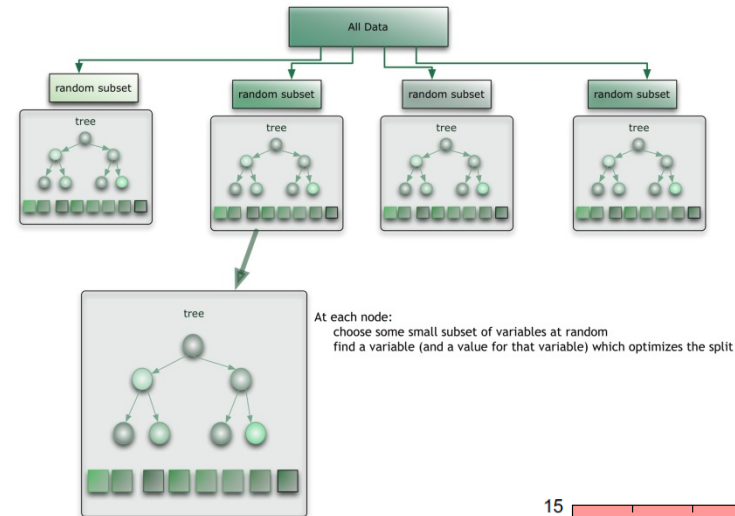 All Data
random subset
random subset
random subset
random subset
tree
tree
tree
tree
tree
At each node:
choose some small subset of variables at random
find a variable (and a value for that variable) which optimizes the split
15